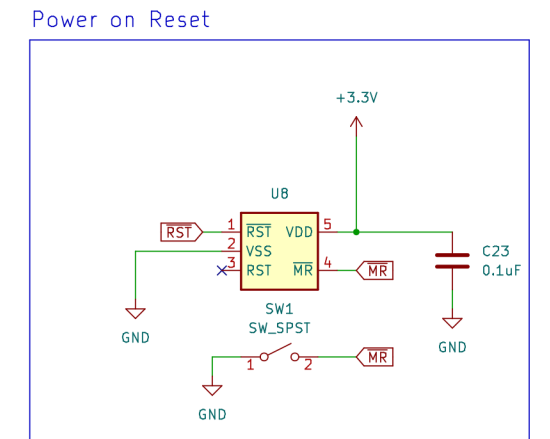 Power on Reset
+3.3V
U8
RST
1
RST
VDD
5
2
VSS
3
RST
MR
4
MR
C23
0.1uF
GND
GND
SW1
SW_SPST
1
2
MR
GND